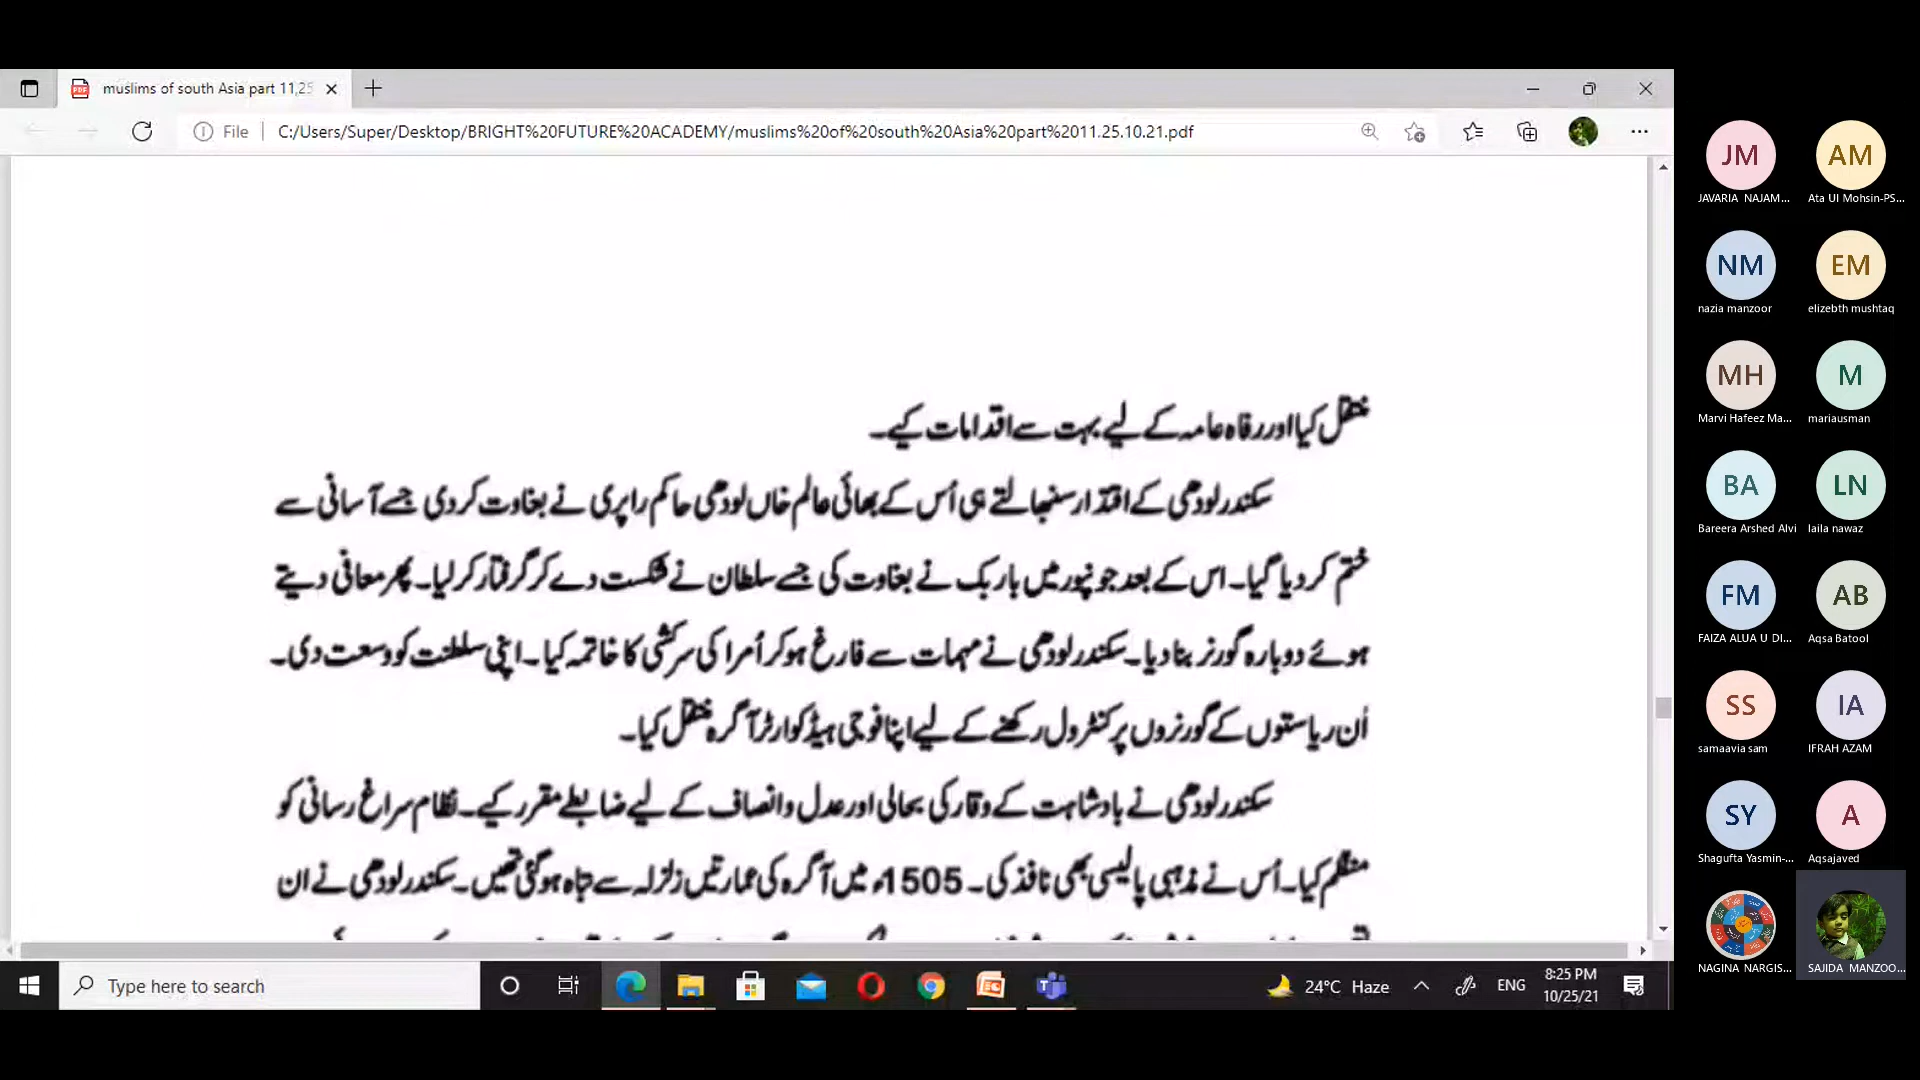 muslims of south Asia part 11,25
File
C:/Users/Super/Desktop/BRIGHT%20FUTURE%20ACADEMY/muslims%20of%20south%20Asia%20part%2011.25.10.21.pdf
منتقل کیا اور رفاہ عامہ کے لیے بہت سے اقدامات کیے۔
سکندر لودھی کے اقتدار سنبھالتے ہی اُس کے بھائی عالم خاں لودھی حاکم راپری نے بغاوت کر دی جسے آسانی سے
ختم کر دیا گیا۔ اس کے بعد جونپور میں باربک نے بغاوت کی جسے سلطان نے شکست دے کر گرفتار کر لیا۔ پھر معافی دیتے
ہوئے دوبارہ گورنر بنا دیا۔ سکندر لودھی نے مہمات سے فارغ ہو کر اُمرا کی سرکشی کا خاتمہ کیا۔ اپنی سلطنت کو وسعت دی۔
اُن ریاستوں کے گورنروں پر کنٹرول رکھنے کے لیے اپنا فوجی ہیڈکوارٹر آگرہ منتقل کیا۔
سکندر لودھی نے بادشاہت کے وقار کی بحالی اور عدل و انصاف کے لیے ضابطے مقرر کیے۔ نظام سراغ رسانی کو
منظم کیا۔ اُس نے مذہبی پالیسی بھی نافذ کی۔ 1505ء میں آگرہ کی عمارتیں زلزلہ سے تباہ ہوگئی تھیں۔ سکندر لودھی نے ان
JM
JAVARIA NAJAM...
AM
Ata Ul Mohsin-PS...
NM
nazia manzoor
EM
elizebth mushtaq
MH
Marvi Hafeez Ma...
M
mariausman
BA
Bareera Arshed Alvi
LN
laila nawaz
FM
FAIZA ALUA U DI...
AB
Aqsa Batool
SS
samaavia sam
IA
IFRAH AZAM
SY
Shagufta Yasmin-...
A
Aqsajaved
NAGINA NARGIS...
SAJIDA MANZOO...
Type here to search
24°C Haze
ENG
8:25 PM
10/25/21